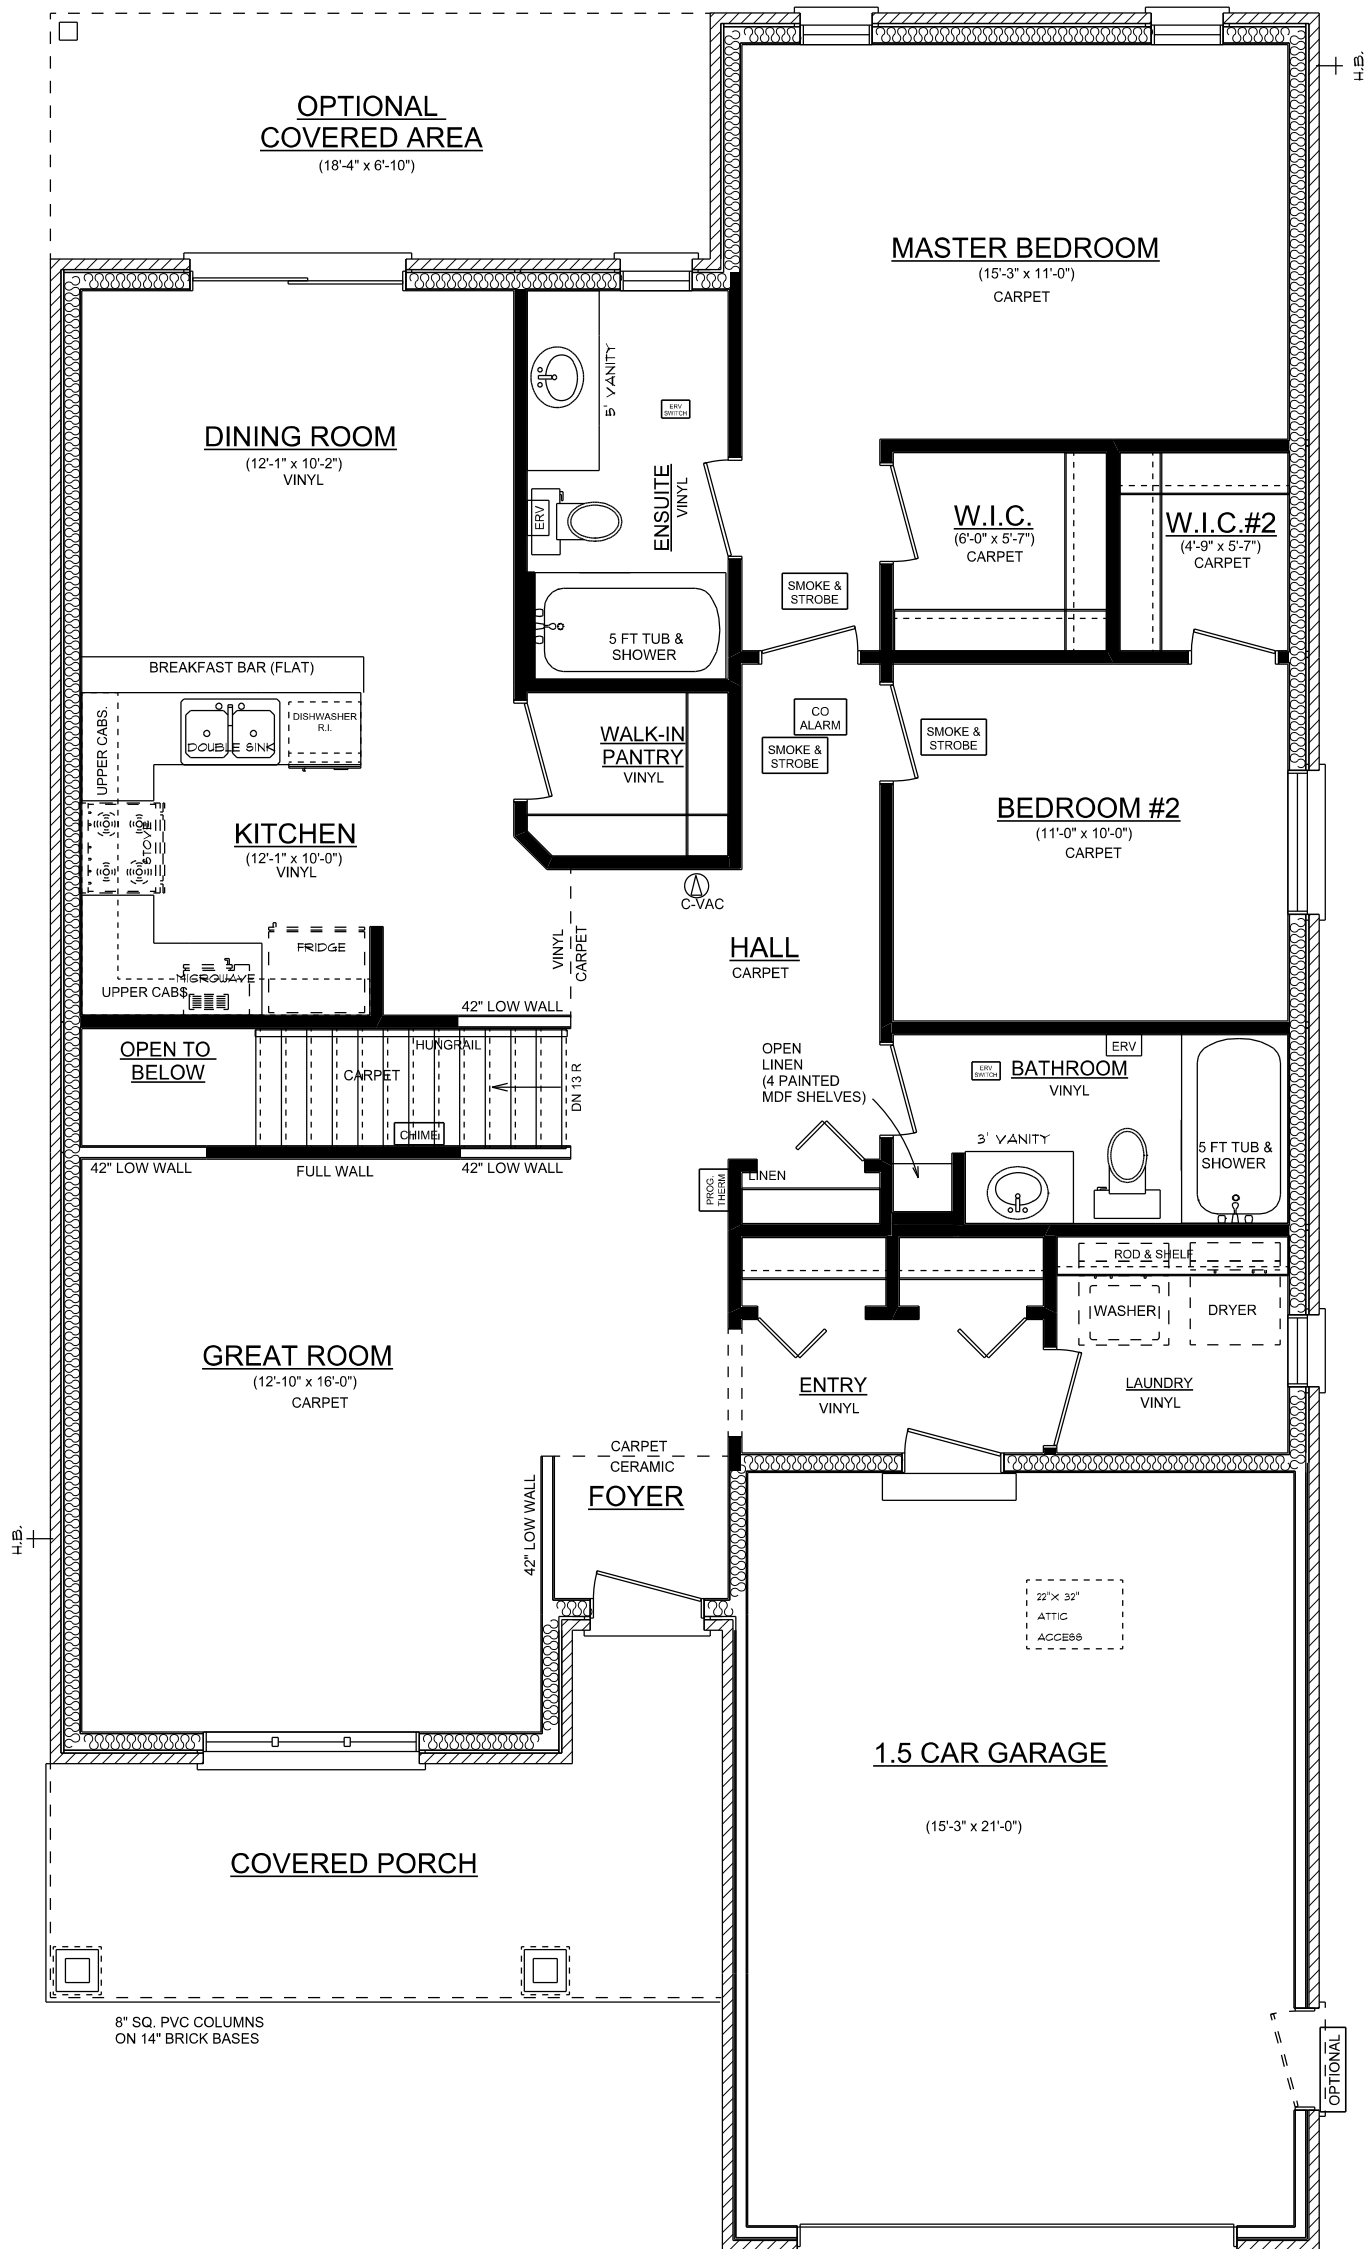 H.B.
OPTIONAL
COVERED AREA
(18'-4" x 6'-10")
MASTER BEDROOM
(15'-3" x 11'-0")
CARPET
DINING ROOM
(12'-1" x 10'-2")
VINYL
5' VANITY
ERV
SWITCH
ERV
ENSUITE
VINYL
5 FT TUB &
SHOWER
W.I.C.
(6'-0" x 5'-7")
CARPET
W.I.C.#2
(4'-9" x 5'-7")
CARPET
SMOKE &
STROBE
BREAKFAST BAR (FLAT)
UPPER CABS.
DOUBLE SINK
DISHWASHER
R.I.
STOVE
KITCHEN
(12'-1" x 10'-0")
VINYL
FRIDGE
MICROWAVE
UPPER CABS.
WALK-IN
PANTRY
VINYL
CO
ALARM
SMOKE &
STROBE
SMOKE &
STROBE
BEDROOM #2
(11'-0" x 10'-0")
CARPET
C-VAC
VINYL
CARPET
HALL
CARPET
42" LOW WALL
OPEN TO
BELOW
HUNGRAIL
CARPET
CHIME
DN 13 R
42" LOW WALL
FULL WALL
42" LOW WALL
OPEN
LINEN
(4 PAINTED
MDF SHELVES)
ERV
SWITCH
ERV
BATHROOM
VINYL
3' VANITY
5 FT TUB &
SHOWER
PROG.
THERM
LINEN
ROD & SHELF
WASHER
DRYER
LAUNDRY
VINYL
ENTRY
VINYL
GREAT ROOM
(12'-10" x 16'-0")
CARPET
CARPET
CERAMIC
FOYER
42" LOW WALL
H.B.
22"x 32"
ATTIC
ACCESS
1.5 CAR GARAGE
(15'-3" x 21'-0")
COVERED PORCH
8" SQ. PVC COLUMNS
ON 14" BRICK BASES
OPTIONAL